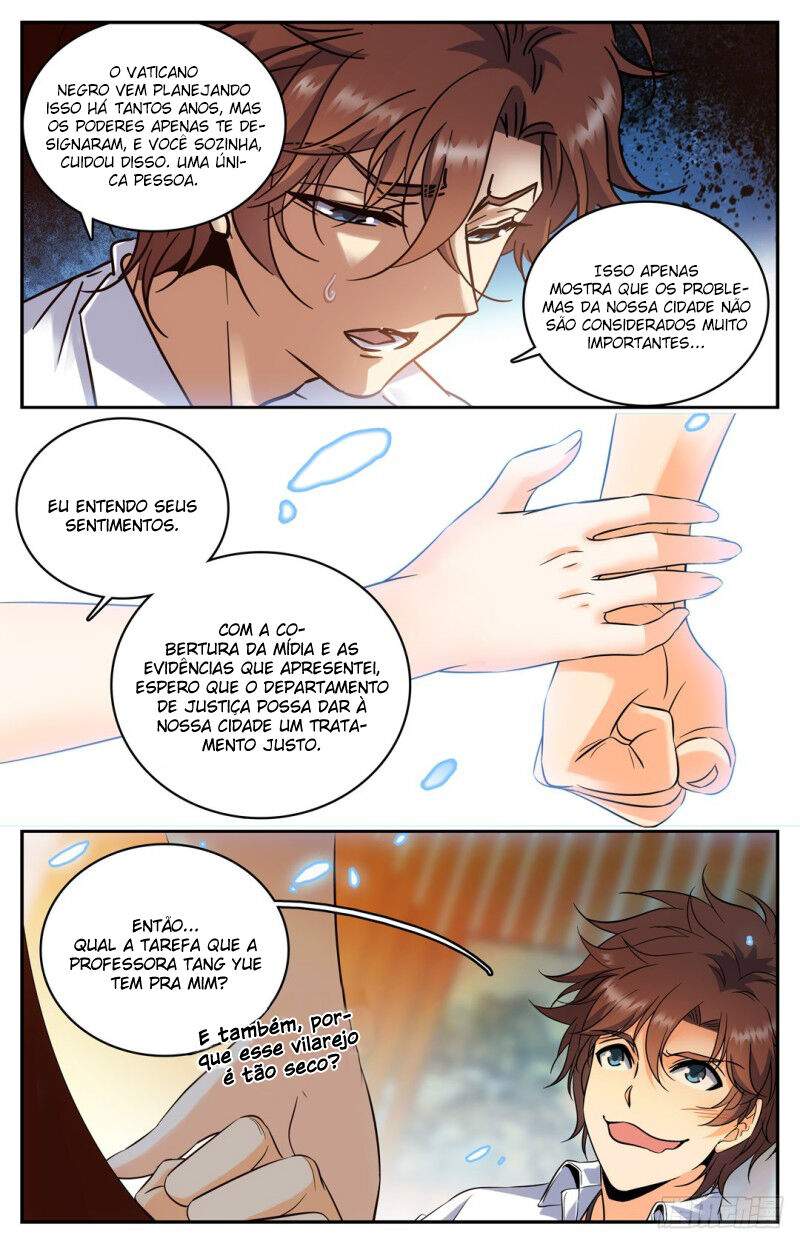 O VATICANO
NEGRO VEM PLANEJANDO
ISSO HÁ TANTOS ANOS, MAS
OS PODERES APENAS TE DE-
SIGNARAM, E VOCÊ SOZINHA,
CUIDOU DISSO. UMA ÚNI-
CA PESSOA.
ISSO APENAS
MOSTRA QUE OS PROBLE-
MAS DA NOSSA CIDADE NÃO
SÃO CONSIDERADOS MUITO
IMPORTANTES...
EU ENTENDO SEUS
SENTIMENTOS.
COM A CO-
BERTURA DA MÍDIA E AS
EVIDÊNCIAS QUE APRESENTEI,
ESPERO QUE O DEPARTAMENTO
DE JUSTIÇA POSSA DAR À
NOSSA CIDADE UM TRATA-
MENTO JUSTO.
ENTÃO...
QUAL A TAREFA QUE A
PROFESSORA TANG YUE
TEM PRA MIM?
E também, por-
que esse vilarejo
é tão seco?